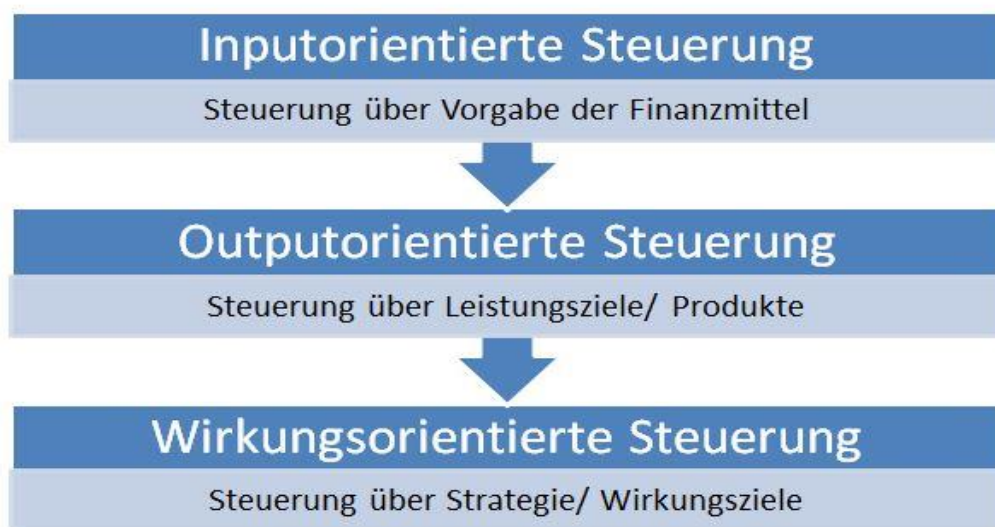 Inputorientierte Steuerung
Steuerung über Vorgabe der Finanzmittel
Outputorientierte Steuerung
Steuerung über Leistungsziele/ Produkte
Wirkungsorientierte Steuerung
Steuerung über Strategie/ Wirkungsziele